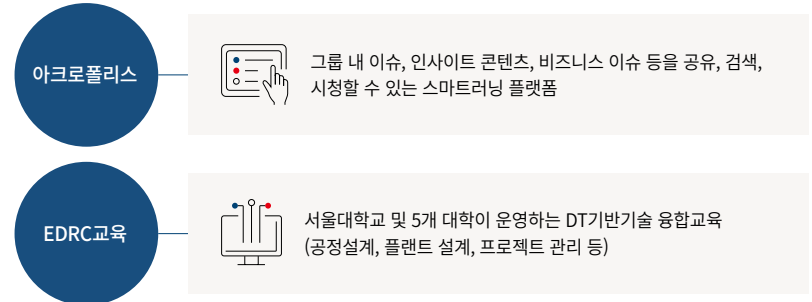 아크로폴리스
그룹 내 이슈, 인사이트 콘텐츠, 비즈니스 이슈 등을 공유, 검색,
시청할 수 있는 스마트러닝 플랫폼
EDRC교육
서울대학교 및 5개 대학이 운영하는 DT기반기술 융합교육
(공정설계, 플랜트 설계, 프로젝트 관리 등)